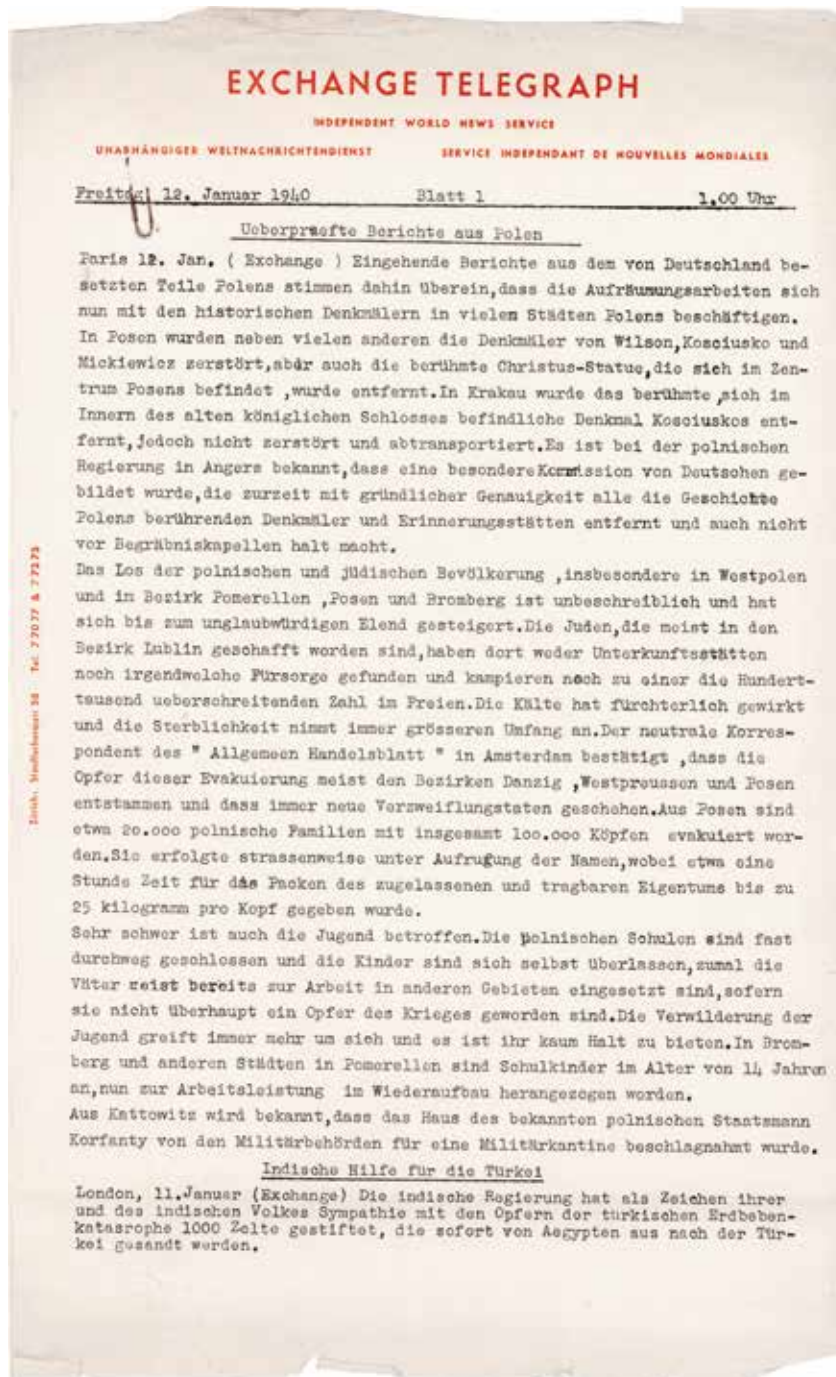 EXCHANGE TELEGRAPH
INDEPENDENT WORLD NEWS SERVICE
UNABHÄNGIGER WELTNACHRICHTENDIENST SERVICE INDEPENDANT DE NOUVELLES MONDIALES
Freitag 12. Januar 1940 Blatt 1 1,00 Uhr
Ueberpraefte Berichte aus Polen
Paris 12. Jan. ( Exchange ) Eingehende Berichte aus dem von Deutschland be-
setzten Teile Polens stimmen dahin überein,dass die Aufräumungsarbeiten sich
nun mit den historischen Denkmälern in vielen Städten Polens beschäftigen.
In Posen wurden neben vielen anderen die Denkmäler von Wilson,Kosciusko und
Mickiewicz zerstört,aber auch die berühmte Christus-Statue,die sich im Zen-
trum Posens befindet ,wurde entfernt.In Krakau wurde das berühmte ,sich im
Innern des alten königlichen Schlosses befindliche Denkmal Kosciuskos ent-
fernt,jedoch nicht zerstört und abtransportiert.Es ist bei der polnischen
Regierung in Angers bekannt,dass eine besondere Kommission von Deutschen ge-
bildet wurde,die zurzeit mit gründlicher Genauigkeit alle die Geschichte
Polens berührenden Denkmäler und Erinnerungsstätten entfernt und auch nicht
vor Begräbniskapellen halt macht.
Das Los der polnischen und jüdischen Bevölkerung ,insbesondere in Westpolen
und im Bezirk Pomerellen ,Posen und Bromberg ist unbeschreiblich und hat
sich bis zum unglaubwürdigen Elend gesteigert.Die Juden,die meist in den
Bezirk Lublin geschafft worden sind,haben dort weder Unterkunftsstätten
noch irgendwelche Fürsorge gefunden und kampieren noch zu einer die Hundert-
tausend ueberschreitenden Zahl im Freien.Die Kälte hat fürchterlich gewirkt
und die Sterblichkeit nimmt immer grösseren Umfang an.Der neutrale Korres-
pondent des " Allgemeen Handelsblatt " in Amsterdam bestätigt ,dass die
Opfer dieser Evakuierung meist den Bezirken Danzig ,Westpreussen und Posen
entstammen und dass immer neue Verzweiflungstaten geschehen.Aus Posen sind
etwa 20.000 polnische Familien mit insgesamt 100.000 Köpfen evakuiert wor-
den.Sie erfolgte strassenweise unter Aufrufung der Namen,wobei etwa eine
Stunde Zeit für das Packen des zugelassenen und tragbaren Eigentums bis zu
25 kilogramm pro Kopf gegeben wurde.
Sehr schwer ist auch die Jugend betroffen.Die polnischen Schulen sind fast
durchweg geschlossen und die Kinder sind sich selbst überlassen,zumal die
Väter meist bereits zur Arbeit in anderen Gebieten eingesetzt sind,sofern
sie nicht überhaupt ein Opfer des Krieges geworden sind.Die Verwilderung der
Jugend greift immer mehr um sich und es ist ihr kaum Halt zu bieten.In Brom-
berg und anderen Städten in Pomerellen sind Schulkinder im Alter von 14 Jahren
an,nun zur Arbeitsleistung im Wiederaufbau herangezogen worden.
Aus Kattowitz wird bekannt,dass das Haus des bekannten polnischen Staatsmann
Korfanty von den Militärbehörden für eine Militärkantine beschlagnahmt wurde.
Indische Hilfe für die Türkei
London, 11.Januar (Exchange) Die indische Regierung hat als Zeichen ihrer
und des indischen Volkes Sympathie mit den Opfern der türkischen Erdbeben-
katasrophe 1000 Zelte gestiftet, die sofort von Aegypten aus nach der Tür-
kei gesandt werden.
Tel. 7 70 77 & 7 72 73